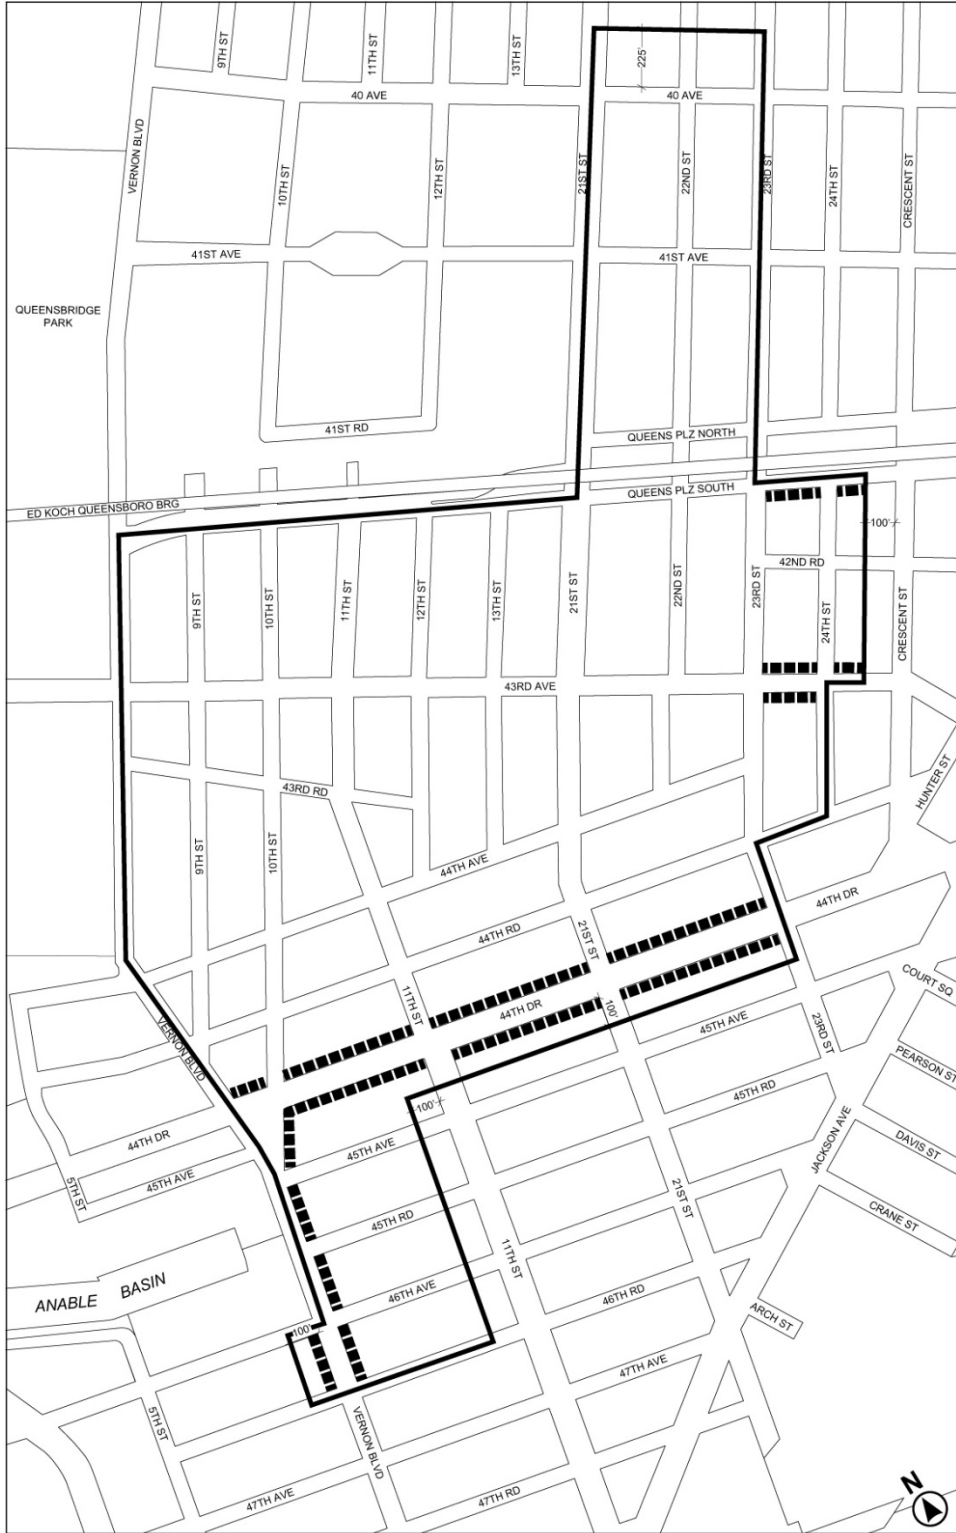 9TH ST
11TH ST
13TH ST
225'
40 AVE
40 AVE
VERNON BLVD
10TH ST
12TH ST
21ST ST
22ND ST
23RD ST
24TH ST
CRESCENT ST
41ST AVE
41ST AVE
QUEENSBRIDGE
PARK
41ST RD
QUEENS PLZ NORTH
QUEENS PLZ SOUTH
ED KOCH QUEENSBORO BRG
100'
42ND RD
9TH ST
10TH ST
11TH ST
12TH ST
13TH ST
21ST ST
22ND ST
23RD ST
24TH ST
CRESCENT ST
43RD AVE
43RD RD
HUNTER ST
9TH ST
10TH ST
44TH AVE
44TH DR
44TH RD
21ST ST
COURT SQ
11TH ST
44TH DR
100'
45TH AVE
23RD ST
VERNON BLVD
PEARSON ST
45TH RD
100'
44TH DR
45TH AVE
JACKSON AVE
DAVIS ST
45TH AVE
5TH ST
21ST ST
CRANE ST
45TH RD
11TH ST
46TH AVE
46TH RD
ANABLE BASIN
ARCH ST
100'
47TH AVE
5TH ST
VERNON BLVD
47TH AVE
47TH RD
N